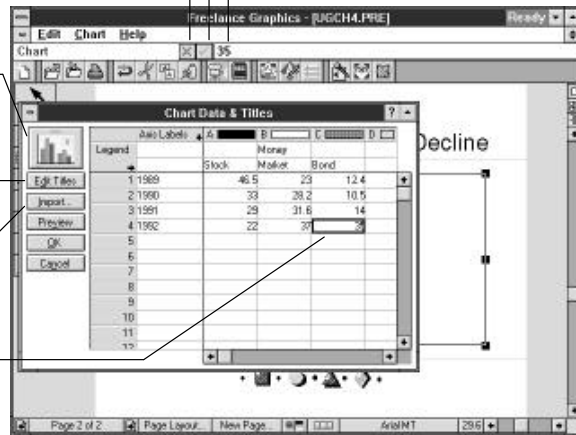 Freelance Graphics - [UGCH4.PRE]
Ready
Edit Chart Help
Chart
35
Chart Data & Titles
?
Axis Labels A B C D
Legend
Money
Stock Market Bond
1 1989 46.5 23 12.4
2 1990 33 28.2 10.5
3 1991 29 31.6 14
4 1992 22 37
5
6
7
8
9
10
11
12
Edit Titles
Import...
Preview
OK
Cancel
Decline
Page 2 of 2
Page Layout...
New Page...
Arial MT
29.6